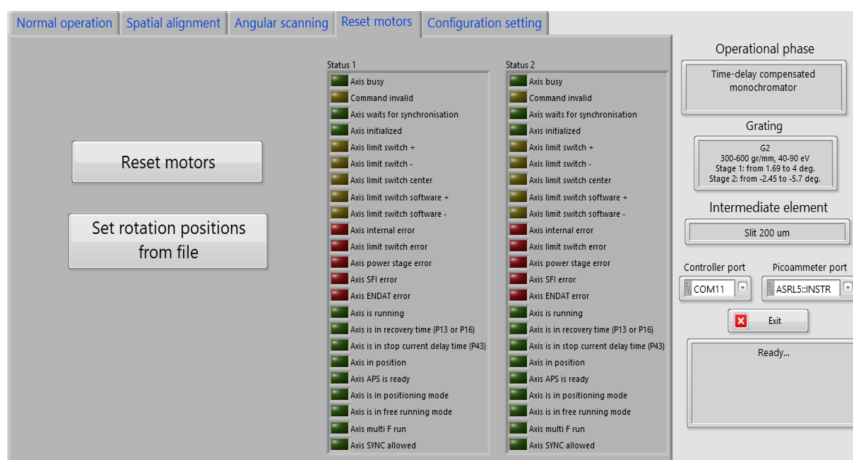 Normal operation
Spatial alignment
Angular scanning
Reset motors
Configuration setting
Reset motors
Set rotation positions
from file
Status 1
Axis busy
Command invalid
Axis waits for synchronisation
Axis initialized
Axis limit switch +
Axis limit switch -
Axis limit switch center
Axis limit switch software +
Axis limit switch software -
Axis internal error
Axis limit switch error
Axis power stage error
Axis SFI error
Axis ENDAT error
Axis is running
Axis is in recovery time (P13 or P16)
Axis is in stop current delay time (P43)
Axis in position
Axis APS is ready
Axis is in positioning mode
Axis is in free running mode
Axis multi F run
Axis SYNC allowed
Status 2
Axis busy
Command invalid
Axis waits for synchronisation
Axis initialized
Axis limit switch +
Axis limit switch -
Axis limit switch center
Axis limit switch software +
Axis limit switch software -
Axis internal error
Axis limit switch error
Axis power stage error
Axis SFI error
Axis ENDAT error
Axis is running
Axis is in recovery time (P13 or P16)
Axis is in stop current delay time (P43)
Axis in position
Axis APS is ready
Axis is in positioning mode
Axis is in free running mode
Axis multi F run
Axis SYNC allowed
Operational phase
Time-delay compensated
monochromator
Grating
G2
300-600 gr/mm, 40-90 eV
Stage 1: from 1.69 to 4 deg.
Stage 2: from -2.45 to -5.7 deg.
Intermediate element
Slit 200 um
Controller port
COM11
Picoammeter port
ASRL5::INSTR
Exit
Ready...